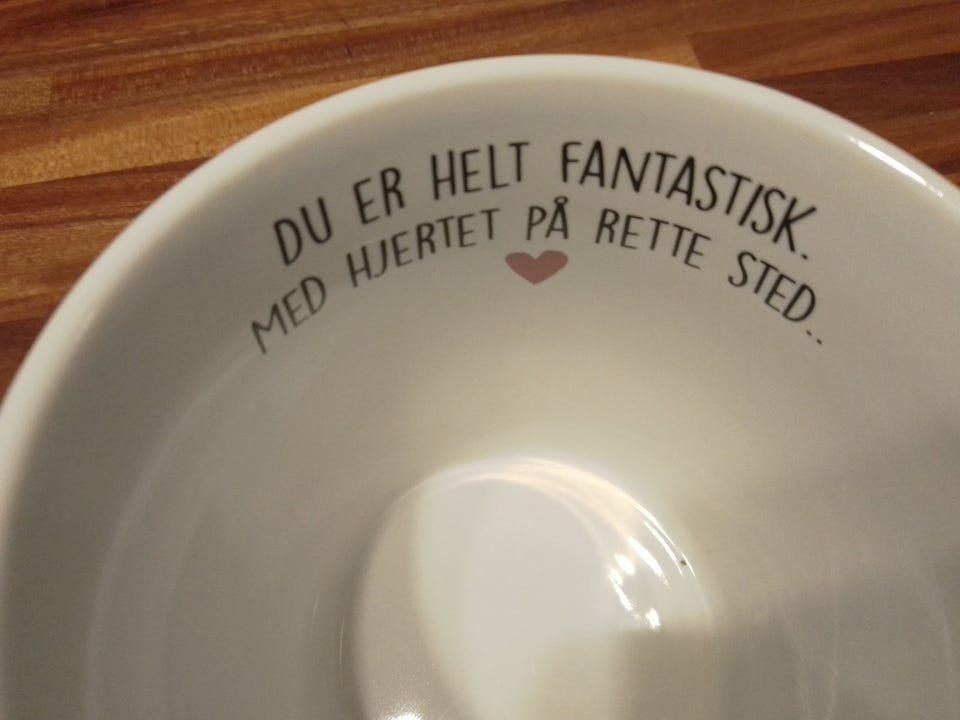 DU ER HELT FANTASTISK.
MED HJERTET PÅ RETTE STED..